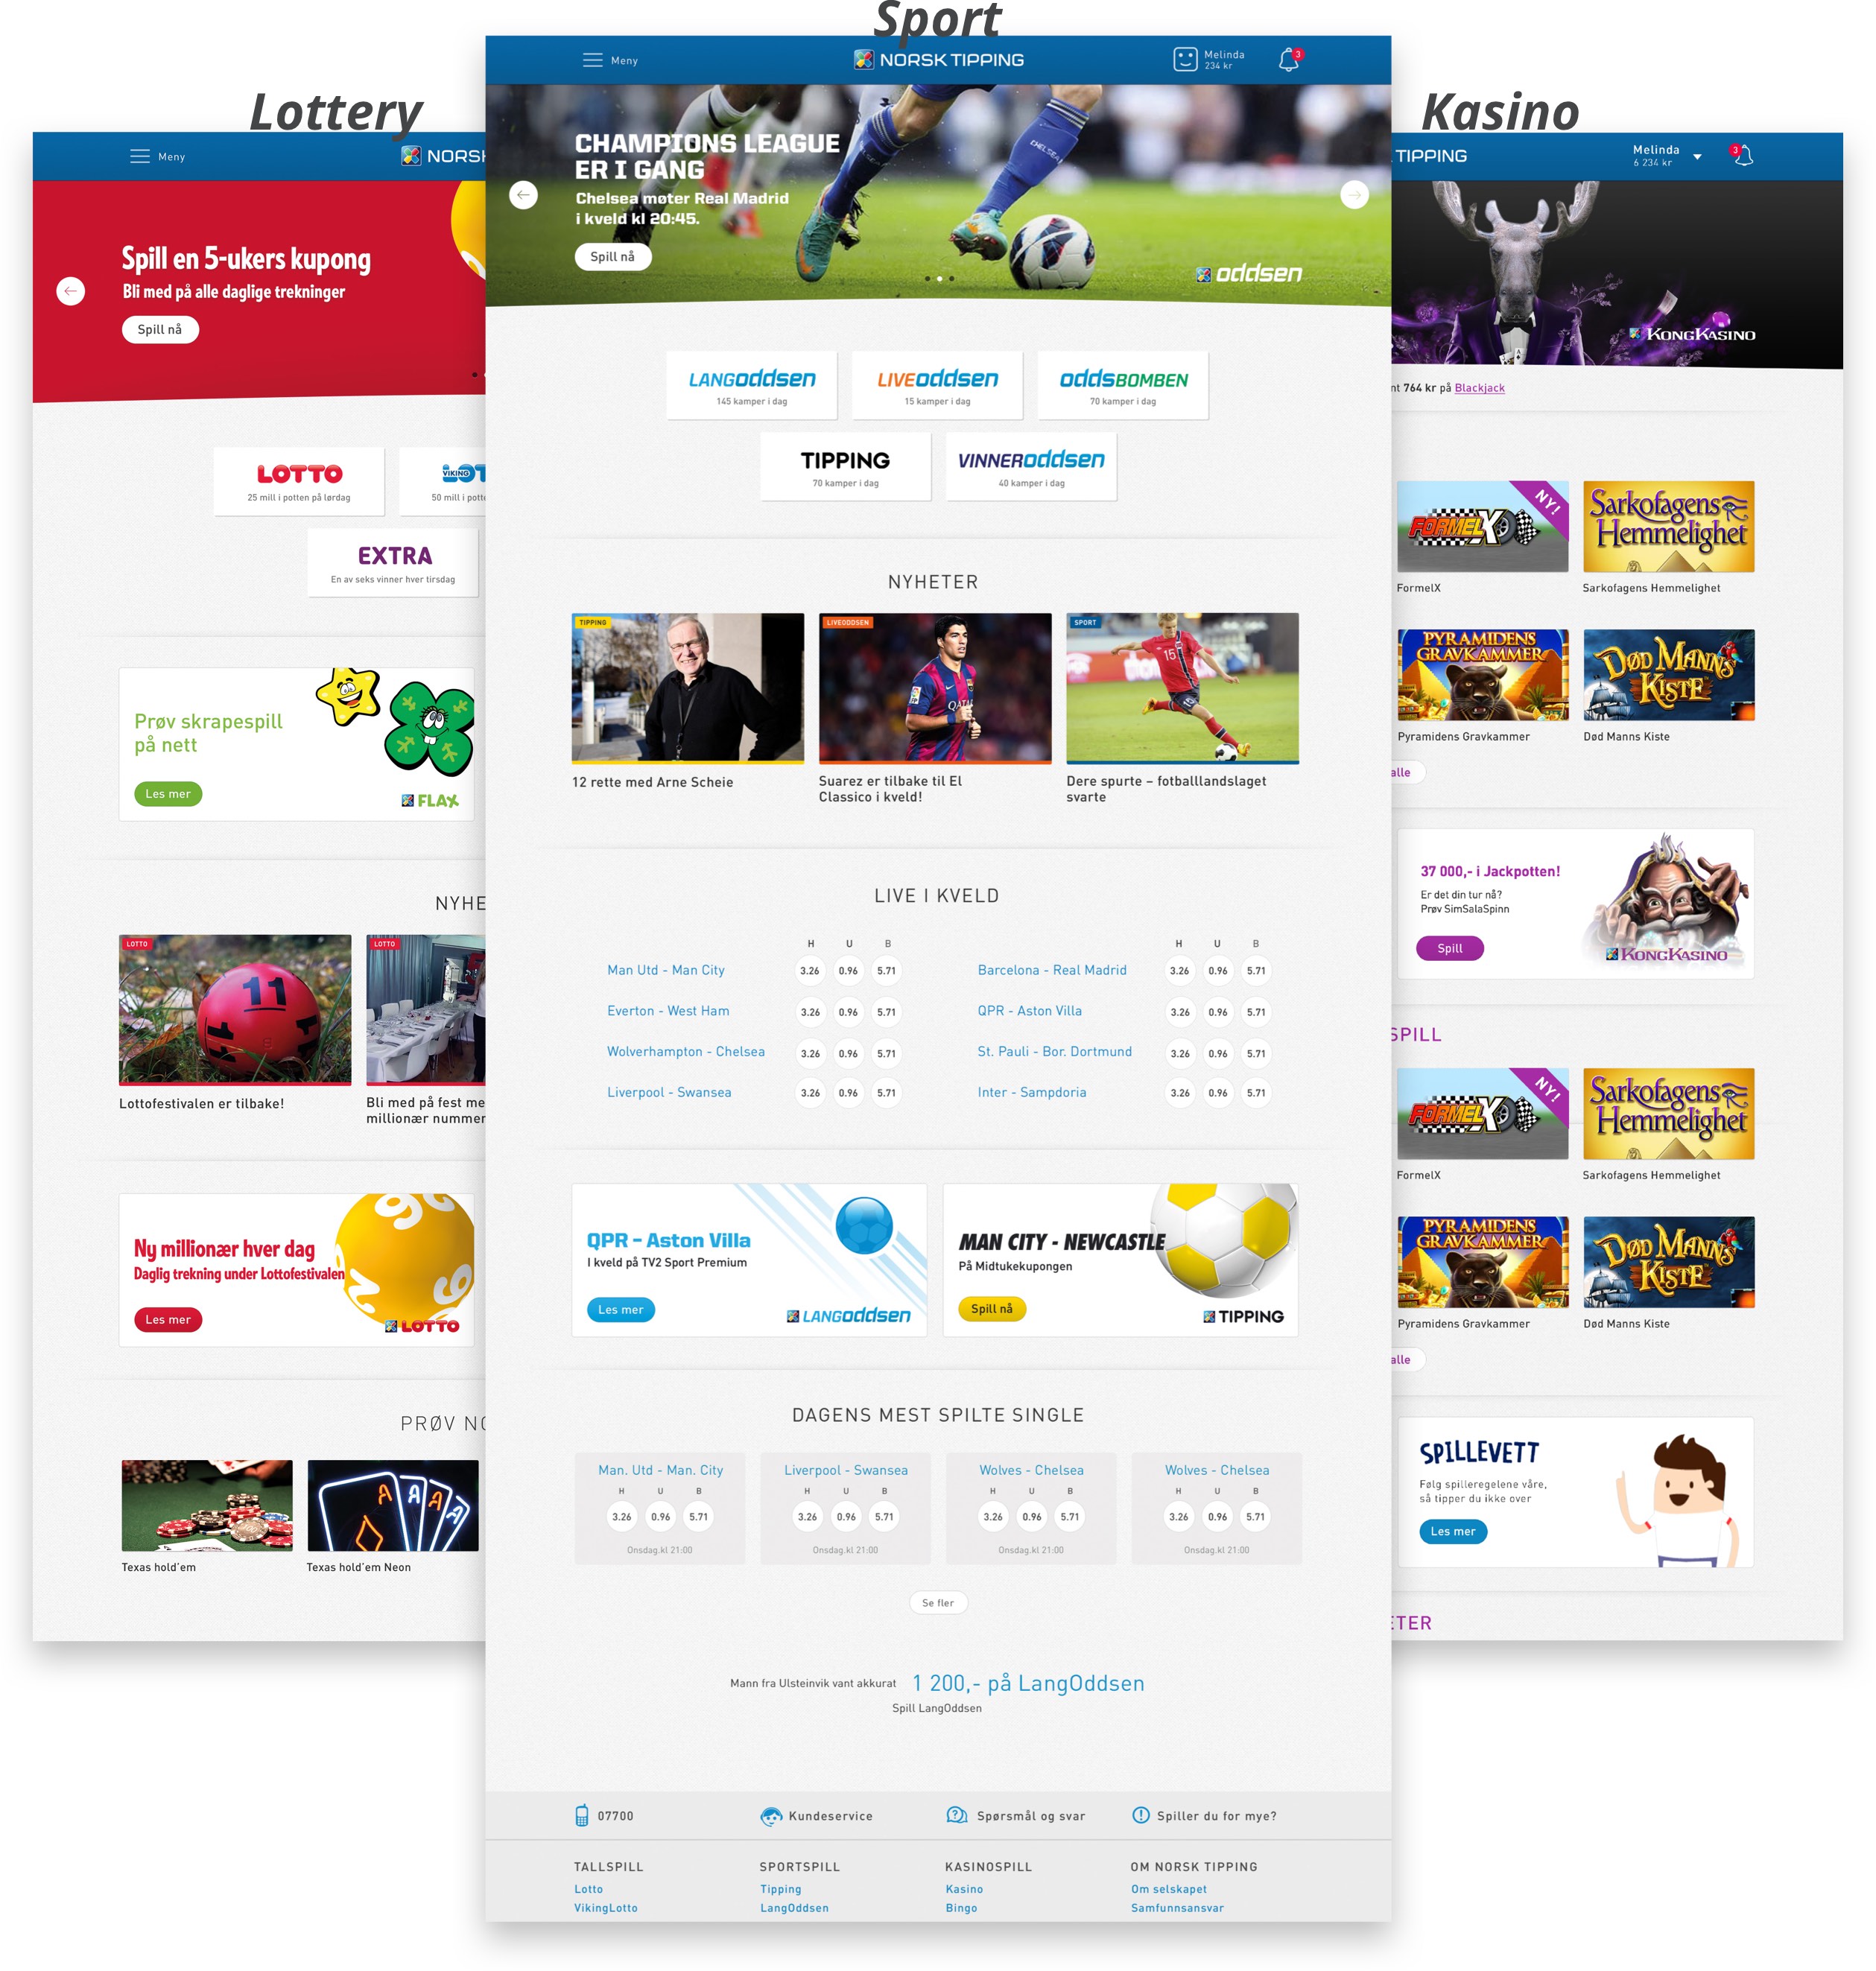 Sport
Lottery
Kasino
Meny
NORSK
Spill en 5-ukers kupong
Bli med på alle daglige trekninger
Spill nå
LOTTO
25 mill i potten på lørdag
VIKING
50 mill i
EXTRA
En av seks vinner hver tirsdag
Prøv skrapespill
på nett
Les mer
FLAX
NYHE
LOTTO
Lottofestivalen er tilbake!
LOTTO
Bli med på fest me
millionær nummer
Ny millionær hver dag
Daglig trekning under Lottofestivalen
Les mer
LOTTO
PRØV NO
Texas hold'em
Texas hold'em Neon
Meny
NORSK TIPPING
Melinda
234 kr
3
CHAMPIONS LEAGUE
ER I GANG
Chelsea møter Real Madrid
i kveld kl 20:45.
Spill nå
CHELSEA
oddsen
LANGoddsen
145 kamper i dag
LIVEoddsen
15 kamper i dag
oddsBOMBEN
70 kamper i dag
TIPPING
70 kamper i dag
VINNERoddsen
40 kamper i dag
NYHETER
TIPPING
12 rette med Arne Scheie
LIVEODDSEN
Suarez er tilbake til El
Classico i kveld!
SPORT
15
Dere spurte – fotballlandslaget
svarte
LIVE I KVELD
H U B
Man Utd - Man City 3.26 0.96 5.71
Everton - West Ham 3.26 0.96 5.71
Wolverhampton - Chelsea 3.26 0.96 5.71
Liverpool - Swansea 3.26 0.96 5.71
H U B
Barcelona - Real Madrid 3.26 0.96 5.71
QPR - Aston Villa 3.26 0.96 5.71
St. Pauli - Bor. Dortmund 3.26 0.96 5.71
Inter - Sampdoria 3.26 0.96 5.71
QPR – Aston Villa
I kveld på TV2 Sport Premium
Les mer
LANGoddsen
MAN CITY - NEWCASTLE
På Midtukekupongen
Spill nå
TIPPING
DAGENS MEST SPILTE SINGLE
Man. Utd - Man. City
H U B
3.26 0.96 5.71
Onsdag.kl 21:00
Liverpool - Swansea
H U B
3.26 0.96 5.71
Onsdag.kl 21:00
Wolves - Chelsea
H U B
3.26 0.96 5.71
Onsdag.kl 21:00
Wolves - Chelsea
H U B
3.26 0.96 5.71
Onsdag.kl 21:00
Se fler
Mann fra Ulsteinvik vant akkurat 1 200,- på LangOddsen
Spill LangOddsen
07700
Kundeservice
Spørsmål og svar
Spiller du for mye?
TALLSPILL
Lotto
VikingLotto
SPORTSPILL
Tipping
LangOddsen
KASINOSPILL
Kasino
Bingo
OM NORSK TIPPING
Om selskapet
Samfunnsansvar
TIPPING
Melinda
6 234 kr
3
KONGKASINO
nt 764 kr på Blackjack
FORMELX
NY!
FormelX
Sarkofagens
Hemmelighet
Sarkofagens Hemmelighet
PYRAMIDENS
GRAVKAMMER
Pyramidens Gravkammer
DØD MANNS
KISTE
Død Manns Kiste
alle
37 000,- i Jackpotten!
Er det din tur nå?
Prøv SimSalaSpinn
Spill
KONGKASINO
SPILL
FORMELX
NY!
FormelX
Sarkofagens
Hemmelighet
Sarkofagens Hemmelighet
PYRAMIDENS
GRAVKAMMER
Pyramidens Gravkammer
DØD MANNS
KISTE
Død Manns Kiste
alle
SPILLEVETT
Følg spillereglene våre,
så tipper du ikke over
Les mer
ETER